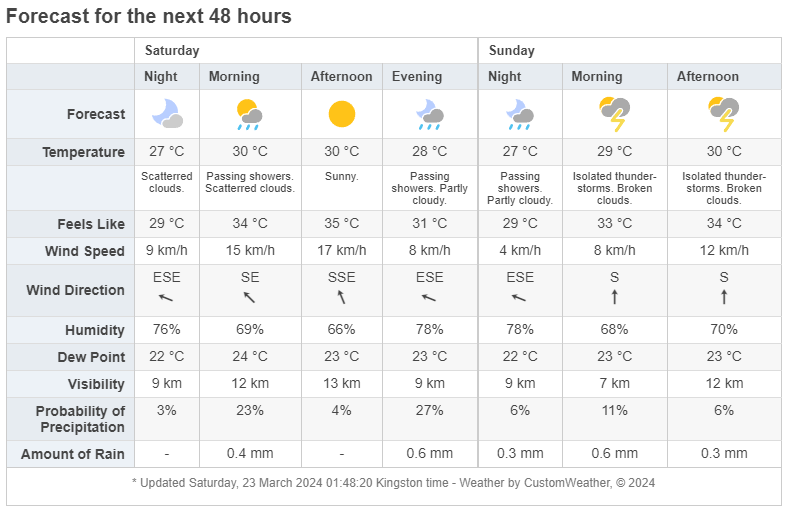 Forecast for the next 48 hours
Saturday Sunday
Night Morning Afternoon Evening Night Morning Afternoon
Forecast
Temperature 27 °C 30 °C 30 °C 28 °C 27 °C 29 °C 30 °C
Scatterred Passing showers. Sunny. Passing Passing Isolated thunder- Isolated thunder-
clouds. Scatterred clouds. showers. Partly showers. storms. Broken storms. Broken
cloudy. Partly cloudy. clouds. clouds.
Feels Like 29 °C 34 °C 35 °C 31 °C 29 °C 33 °C 34 °C
Wind Speed 9 km/h 15 km/h 17 km/h 8 km/h 4 km/h 8 km/h 12 km/h
Wind Direction ESE SE SSE ESE ESE S S
Humidity 76% 69% 66% 78% 78% 68% 70%
Dew Point 22 °C 24 °C 23 °C 23 °C 22 °C 23 °C 23 °C
Visibility 9 km 12 km 13 km 9 km 9 km 7 km 12 km
Probability of 3% 23% 4% 27% 6% 11% 6%
Precipitation
Amount of Rain - 0.4 mm - 0.6 mm 0.3 mm 0.6 mm 0.3 mm
* Updated Saturday, 23 March 2024 01:48:20 Kingston time - Weather by CustomWeather, © 2024